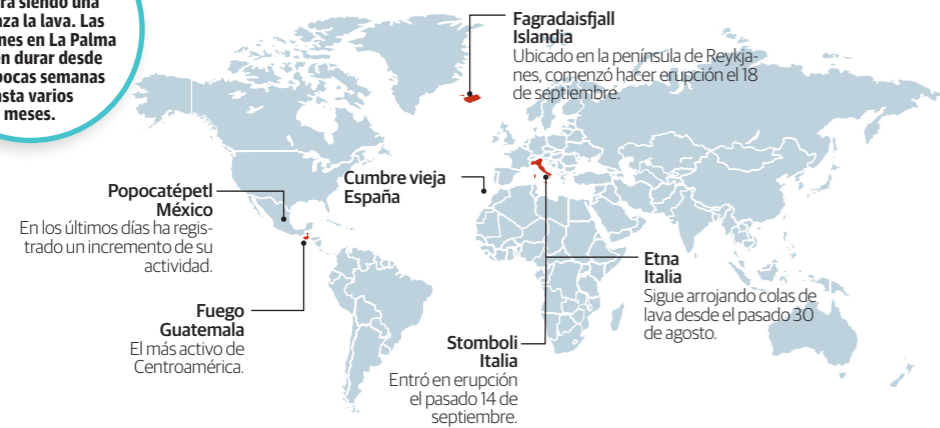 siendo una
la lava. Las
en La Palma
durar desde
pocas semanas
varios
meses.
Fagradaisfjall
Islandia
Ubicado en la península de Reykja-
nes, comenzó hacer erupción el 18
de septiembre.
Cumbre vieja
España
Popocatépetl
México
En los últimos días ha regis-
trado un incremento de su
actividad.
Fuego
Guatemala
El más activo de
Centroamérica.
Etna
Italia
Sigue arrojando colas de
lava desde el pasado 30
de agosto.
Stomboli
Italia
Entró en erupción
el pasado 14 de
septiembre.